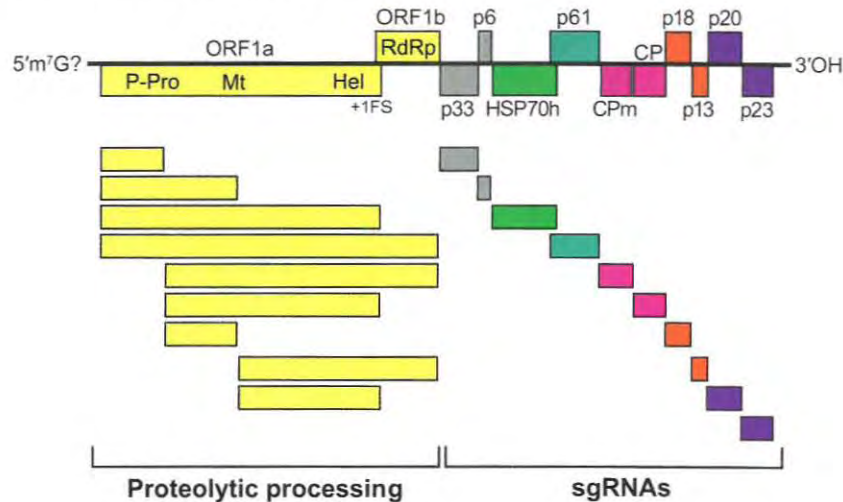 ORF1b p6 p61 p18 p20
ORF1a RdRp CP
5'm⁷G? 3'OH
P-Pro Mt Hel
+1FS p33 HSP70h CPm p13 p23
Proteolytic processing sgRNAs